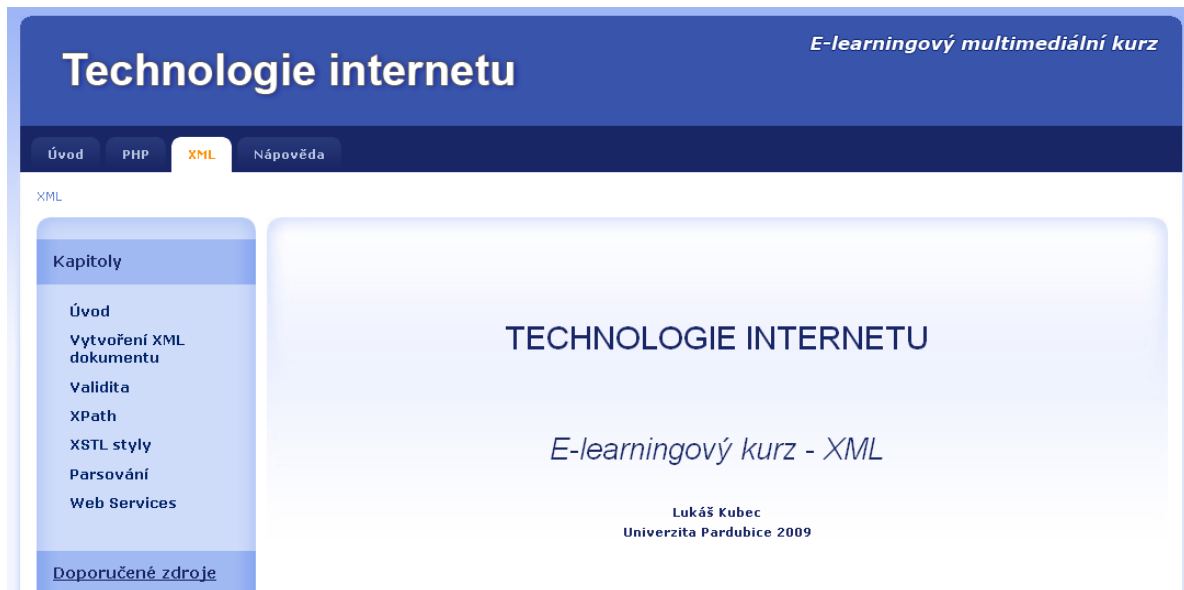 Technologie internetu
E-learningový multimediální kurz
Úvod PHP XML Nápověda
XML
Kapitoly
Úvod
Vytvoření XML
dokumentu
Validita
XPath
XSTL styly
Parsování
Web Services
Doporučené zdroje
TECHNOLOGIE INTERNETU
E-learningový kurz - XML
Lukáš Kubec
Univerzita Pardubice 2009